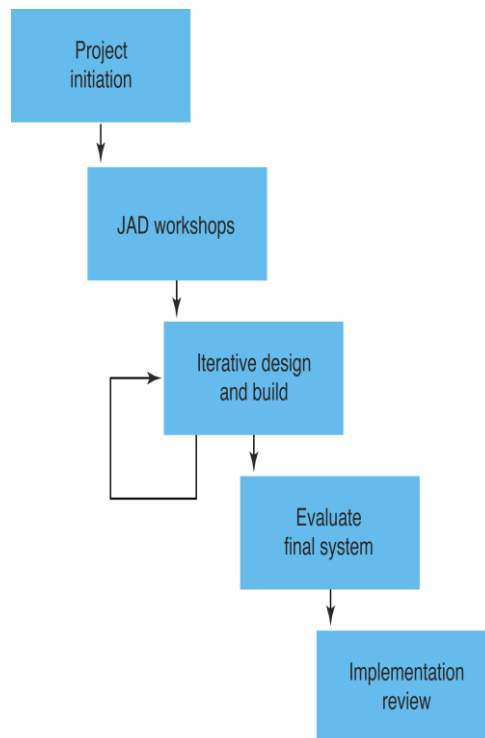 Project
initiation
JAD workshops
Iterative design
and build
Evaluate
final system
Implementation
review